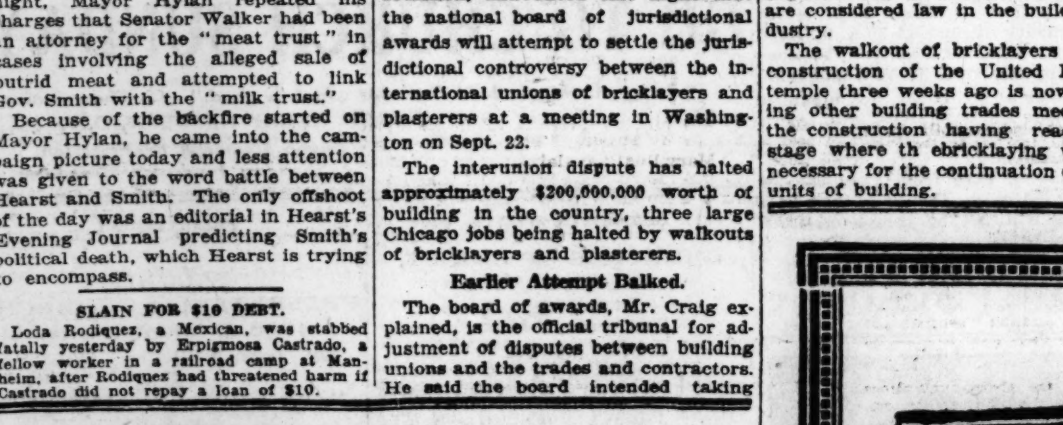 night, Mayor Hylan repeated his
charges that Senator Walker had been
an attorney for the "meat trust" in
cases involving the alleged sale of
putrid meat and attempted to link
Gov. Smith with the "milk trust."
Because of the backfire started on
Mayor Hylan, he came into the cam-
paign picture today and less attention
was given to the word battle between
Hearst and Smith. The only offshoot
of the day was an editorial in Hearst's
Evening Journal predicting Smith's
political death, which Hearst is trying
to encompass.
SLAIN FOR $10 DEBT.
Loda Rodiquez, a Mexican, was stabbed
fatally yesterday by Erpigmosa Castrado, a
fellow worker in a railroad camp at Man-
heim, after Rodiquez had threatened harm if
Castrado did not repay a loan of $10.
the national board of jurisdictional
awards will attempt to settle the juris-
dictional controversy between the in-
ternational unions of bricklayers and
plasterers at a meeting in Washing-
ton on Sept. 23.
The interunion dispute has halted
approximately $200,000,000 worth of
building in the country, three large
Chicago jobs being halted by walkouts
of bricklayers and plasterers.
Earlier Attempt Balked.
The board of awards, Mr. Craig ex-
plained, is the official tribunal for ad-
justment of disputes between building
unions and the trades and contractors.
He said the board intended taking
are considered law in the buil
dustry.
The walkout of bricklayers
construction of the United
temple three weeks ago is now
ing other building trades me
the construction having rea
stage where th ebricklaying
necessary for the continuation
units of building.